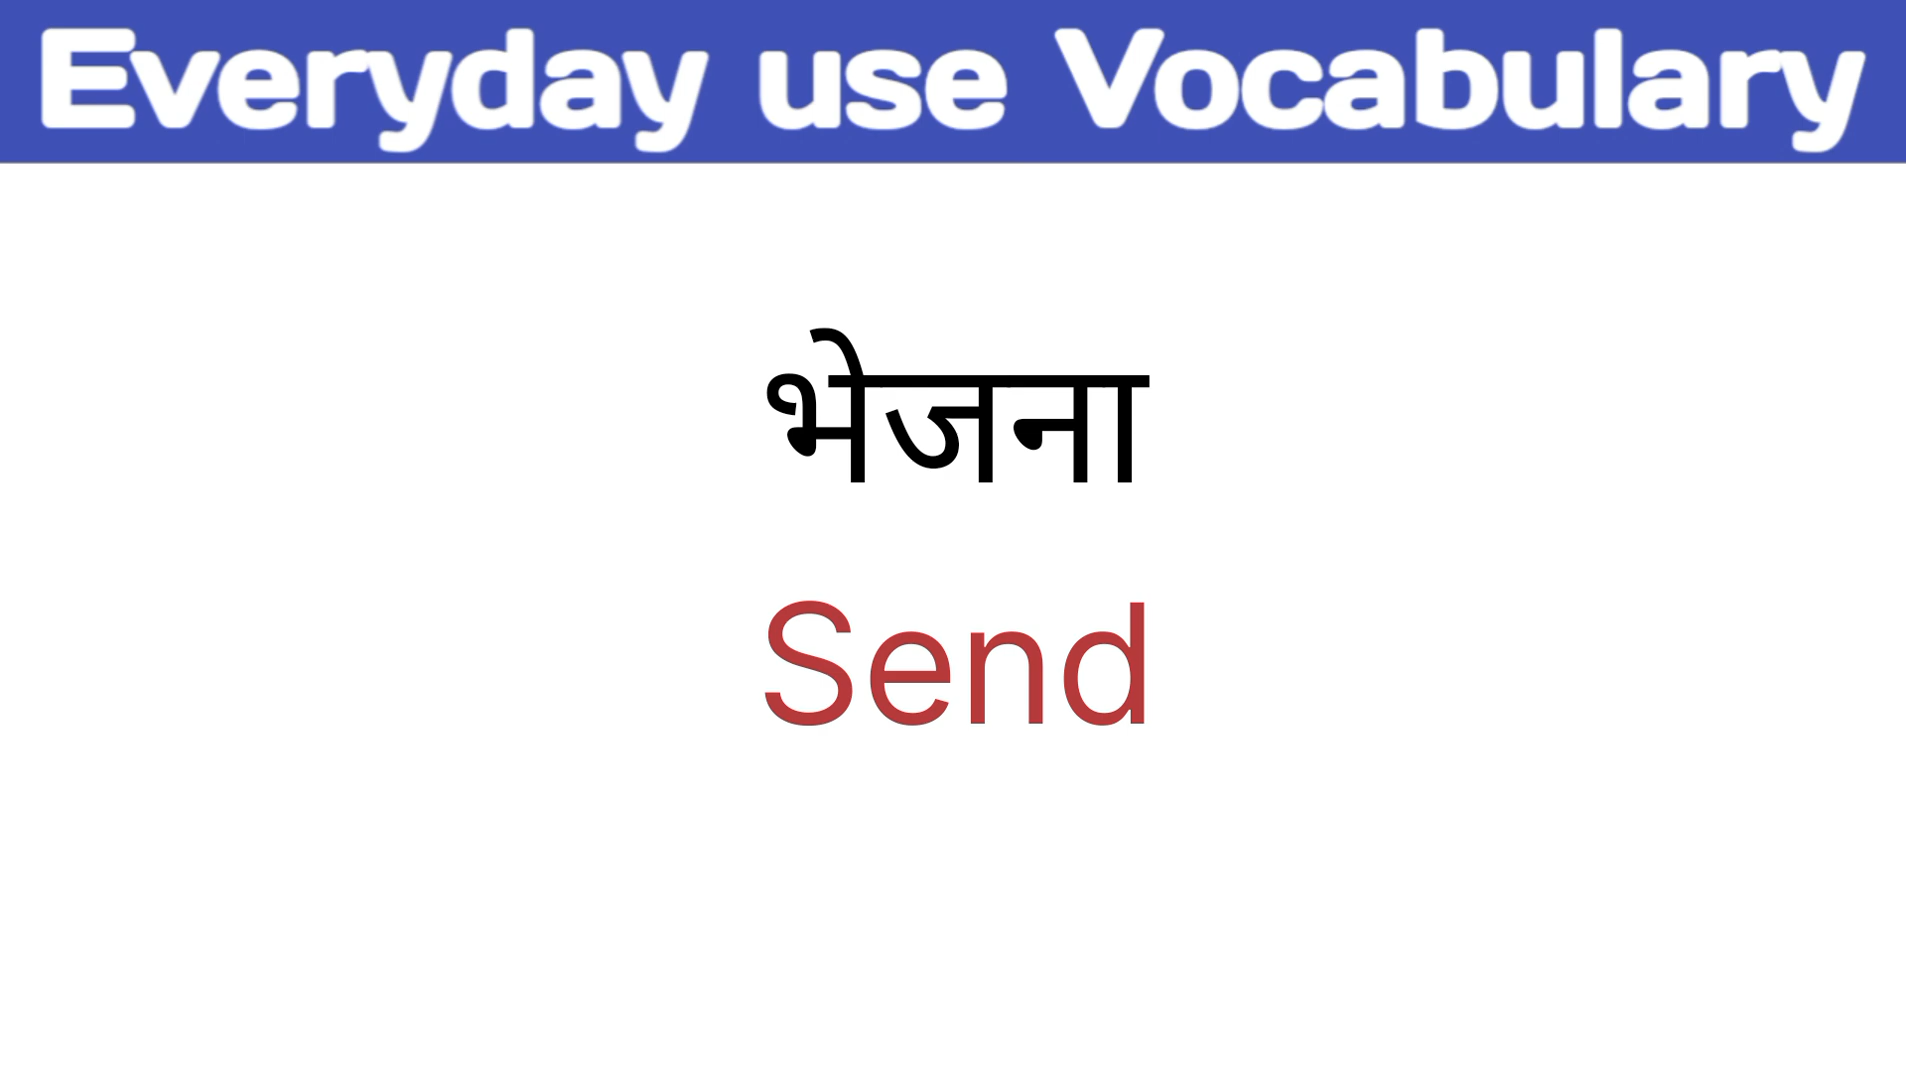 Everyday use Vocabulary
भेजना
Send